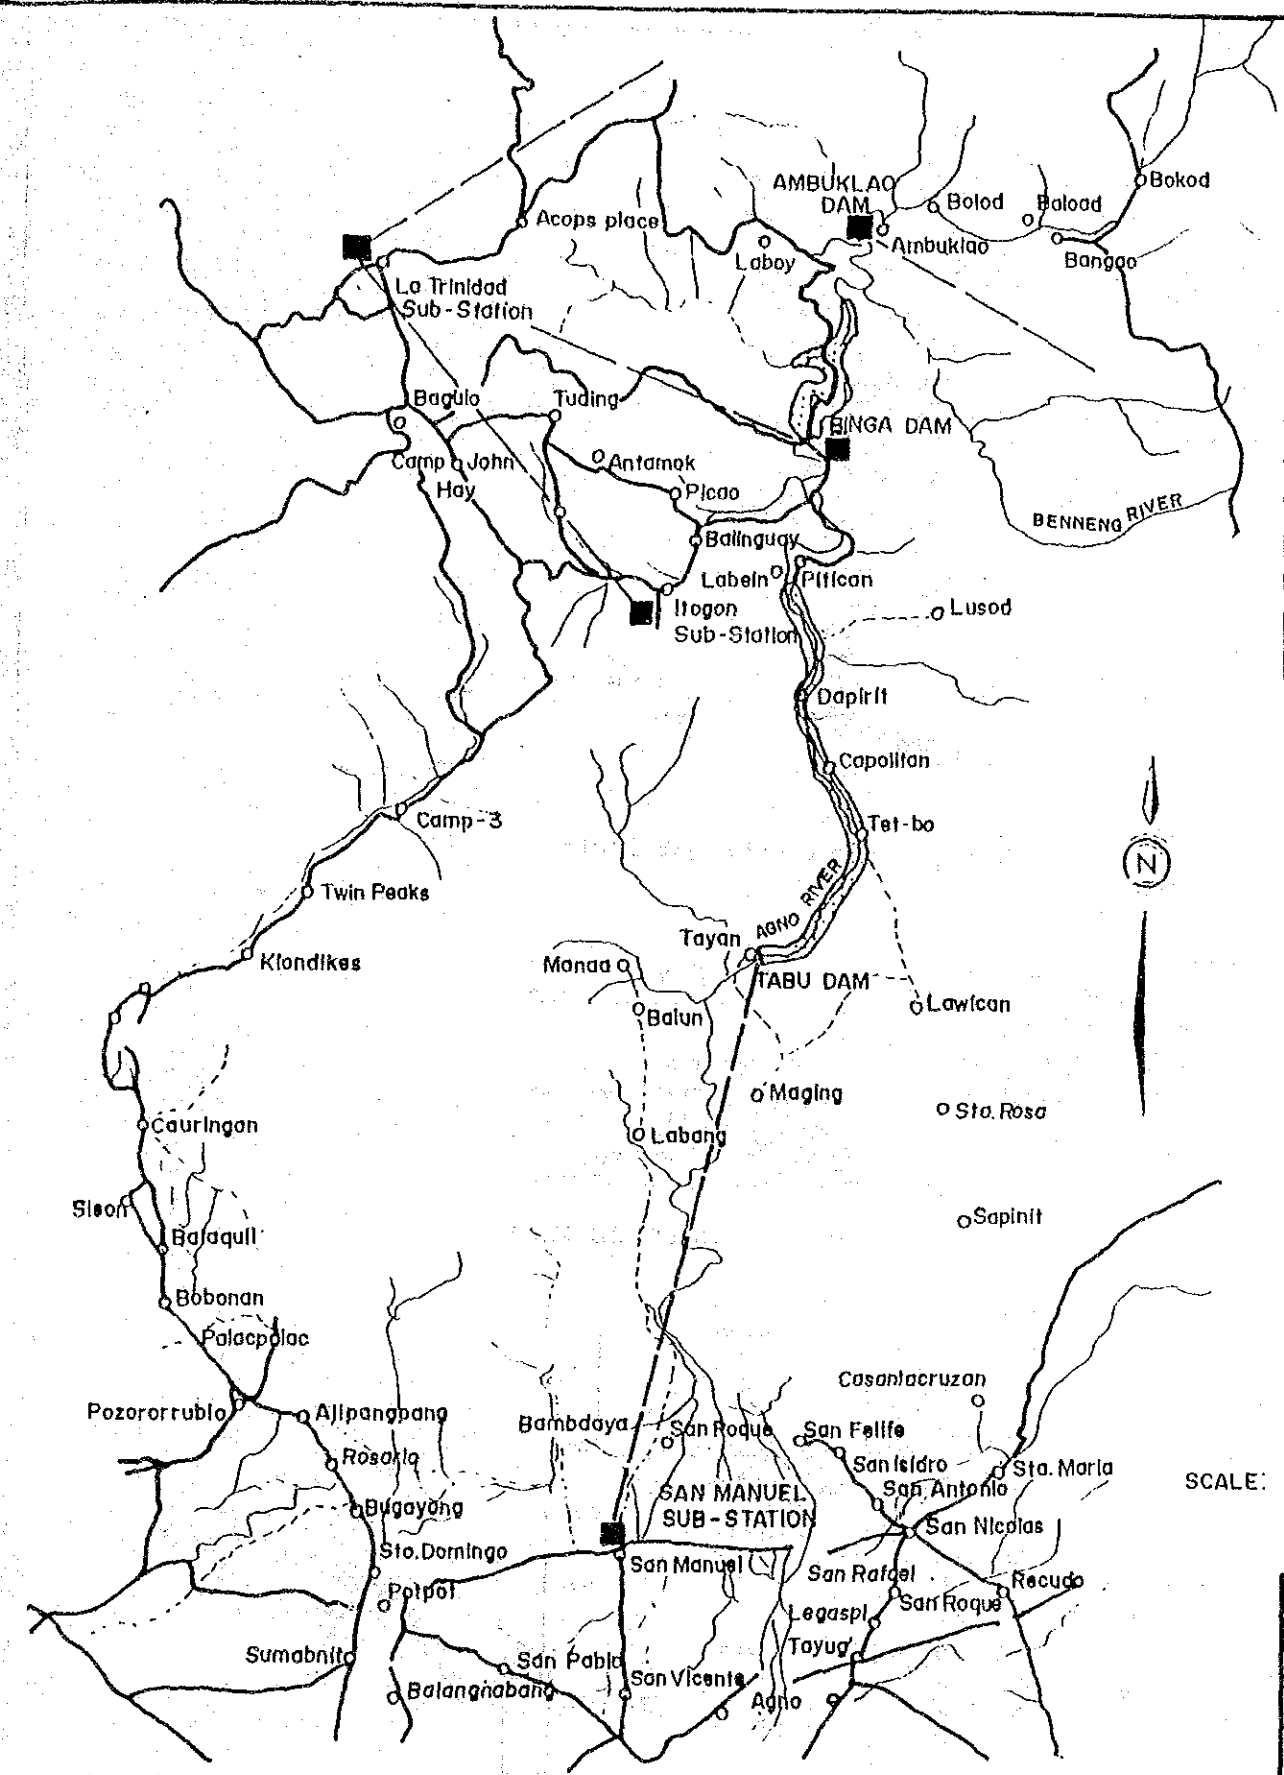 AMBUKLAO
DAM
Bokod
Bolod
Baload
Acops place
Ambuklao
Laboy
Bangao
La Trinidad
Sub-Station
Baguio
Tuding
BINGA DAM
Camp John
Hay
Antamok
Picao
BENNENG RIVER
Balinguay
Labein
Pitican
Itogon
Sub-Station
Lusod
Dapirit
Capolitan
Camp-3
Tet-bo
N
Twin Peaks
AGNO RIVER
Tayan
Klondikes
Manaa
TABU DAM
Balun
Lawican
Maging
Sta. Rosa
Cauringan
Labang
Sison
Sapinit
Balaquil
Bobonan
Palacpalac
Casantacruzan
Pozorrubio
Alipangpang
Bambdaya
San Roque
San Felife
Rosario
San Isidro
Sta. Maria
SCALE:
San Antonio
SAN MANUEL
SUB-STATION
Bugayong
San Nicolas
Sto. Domingo
San Manuel
San Rafael
Recudo
Potpot
Legaspi
San Roque
Tayug
Sumabnit
San Pablo
San Vicente
Balangnabang
Agno